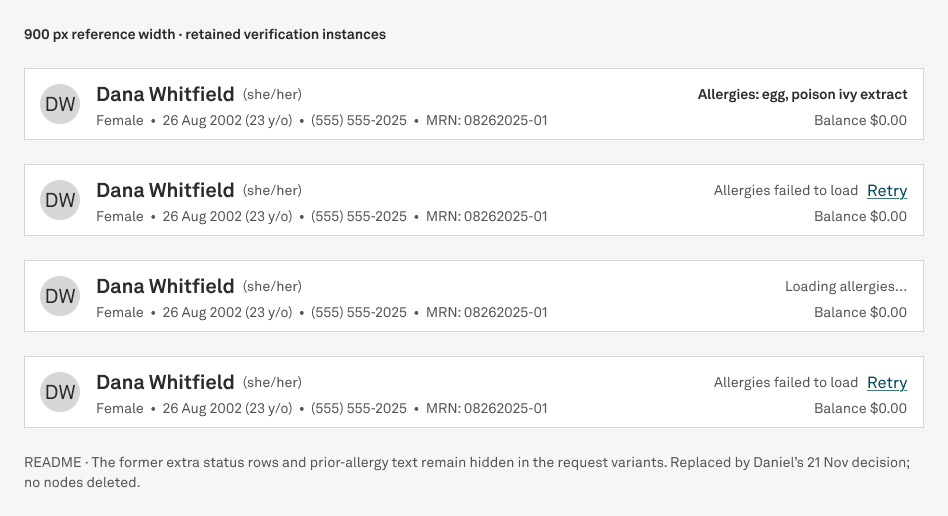 900 px reference width · retained verification instances
DW
Dana Whitfield (she/her)
Allergies: egg, poison ivy extract
Female • 26 Aug 2002 (23 y/o) • (555) 555-2025 • MRN: 08262025-01
Balance $0.00
DW
Dana Whitfield (she/her)
Allergies failed to load Retry
Female • 26 Aug 2002 (23 y/o) • (555) 555-2025 • MRN: 08262025-01
Balance $0.00
DW
Dana Whitfield (she/her)
Loading allergies...
Female • 26 Aug 2002 (23 y/o) • (555) 555-2025 • MRN: 08262025-01
Balance $0.00
DW
Dana Whitfield (she/her)
Allergies failed to load Retry
Female • 26 Aug 2002 (23 y/o) • (555) 555-2025 • MRN: 08262025-01
Balance $0.00
README · The former extra status rows and prior-allergy text remain hidden in the request variants. Replaced by Daniel's 21 Nov decision;
no nodes deleted.